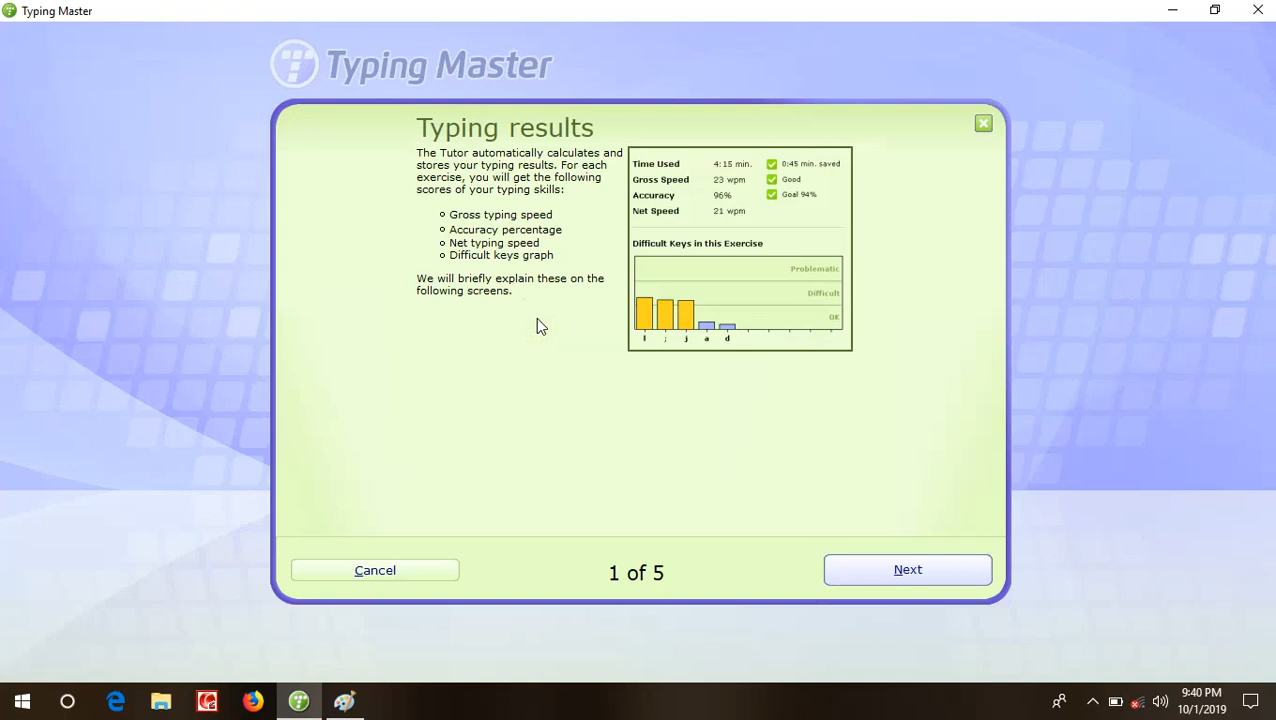 Typing Master
Typing Master
Typing results
The Tutor automatically calculates and
stores your typing results. For each
exercise, you will get the following
scores of your typing skills:
Gross typing speed
Accuracy percentage
Net typing speed
Difficult keys graph
We will briefly explain these on the
following screens.
Time Used 4:15 min. 0:45 min. saved
Gross Speed 23 wpm Good
Accuracy 96% Goal 94%
Net Speed 21 wpm
Difficult Keys in this Exercise
Problematic
Difficult
OK
l ; j a d
Cancel 1 of 5 Next
9:40 PM
10/1/2019